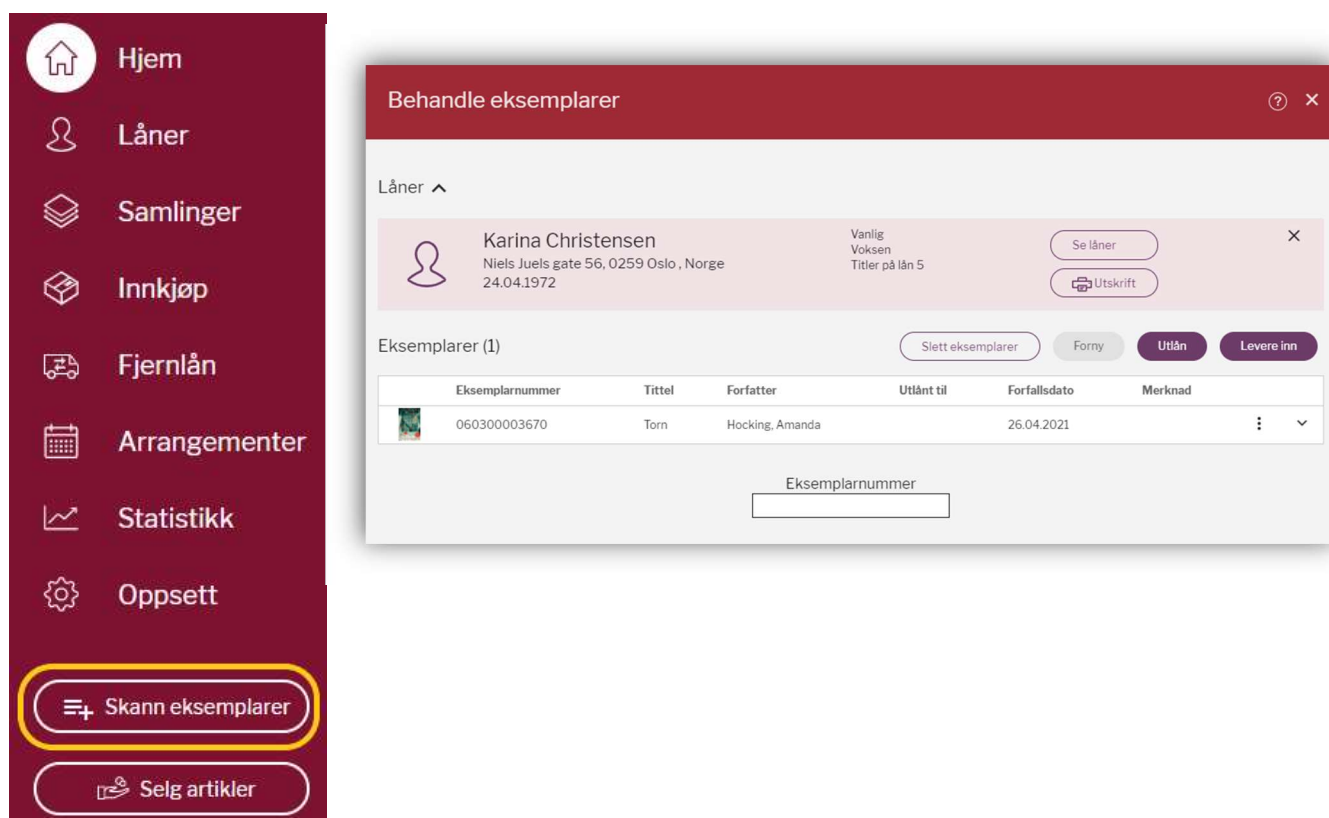 Hjem
Låner
Samlinger
Innkjøp
Fjernlån
Arrangementer
Statistikk
Oppsett
Skann eksemplarer
Selg artikler
Behandle eksemplarer
Låner
Karina Christensen
Niels Juels gate 56, 0259 Oslo , Norge
24.04.1972
Vanlig
Voksen
Titler på lån 5
Se låner
Utskrift
Eksemplarer (1)
Slett eksemplarer
Forny
Utlån
Levere inn
Eksemplarnummer Tittel Forfatter Utlånt til Forfallsdato Merknad
060300003670 Torn Hocking, Amanda 26.04.2021
Eksemplarnummer